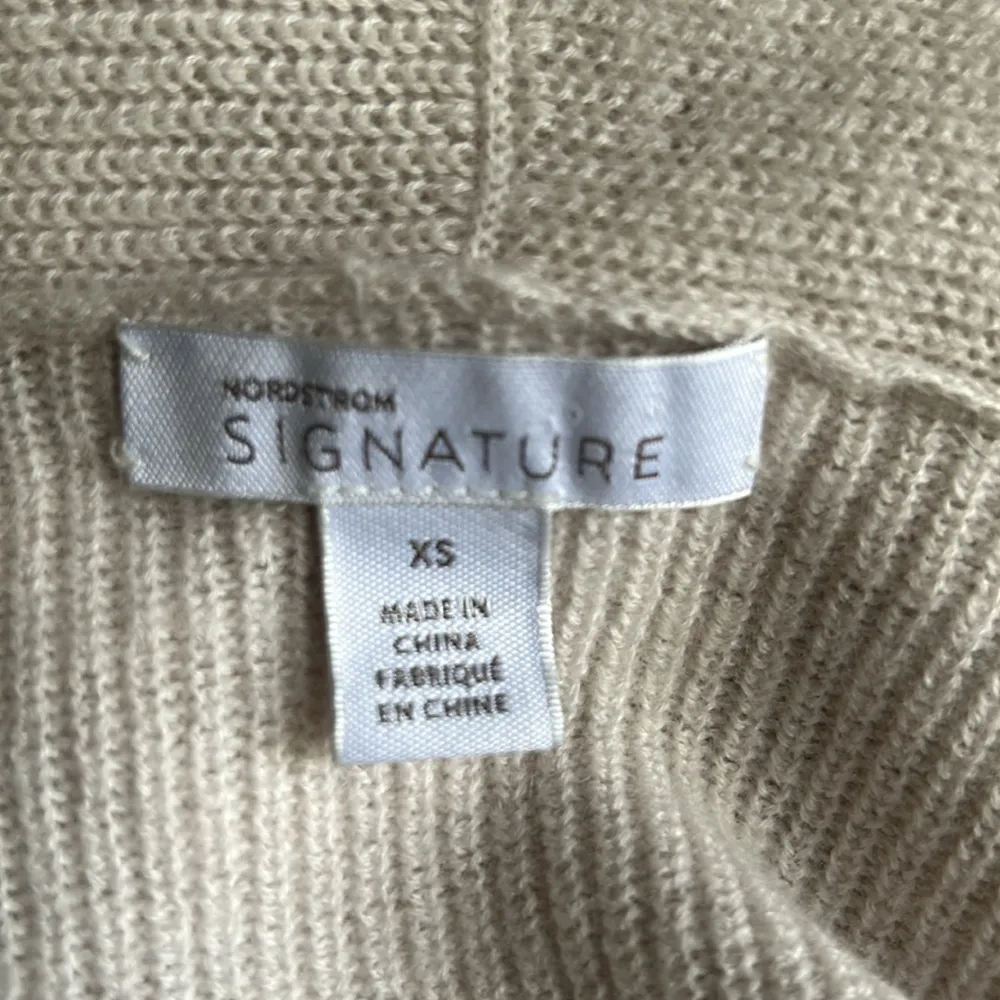 NORDSTROM
SIGNATURE
XS
MADE IN
CHINA
FABRIQUÉ
EN CHINE